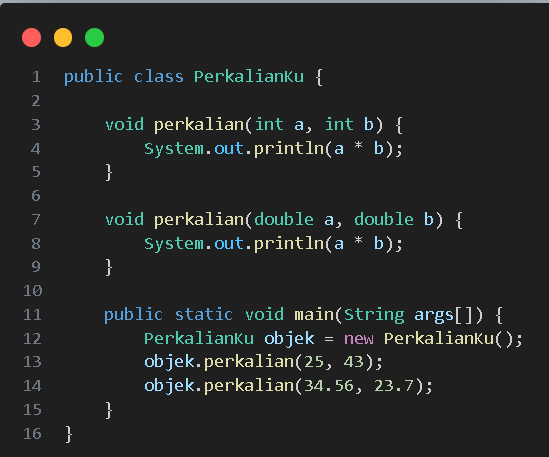 1 public class PerkalianKu {
2
3     void perkalian(int a, int b) {
4         System.out.println(a * b);
5     }
6
7     void perkalian(double a, double b) {
8         System.out.println(a * b);
9     }
10
11     public static void main(String args[]) {
12         PerkalianKu objek = new PerkalianKu();
13         objek.perkalian(25, 43);
14         objek.perkalian(34.56, 23.7);
15     }
16 }